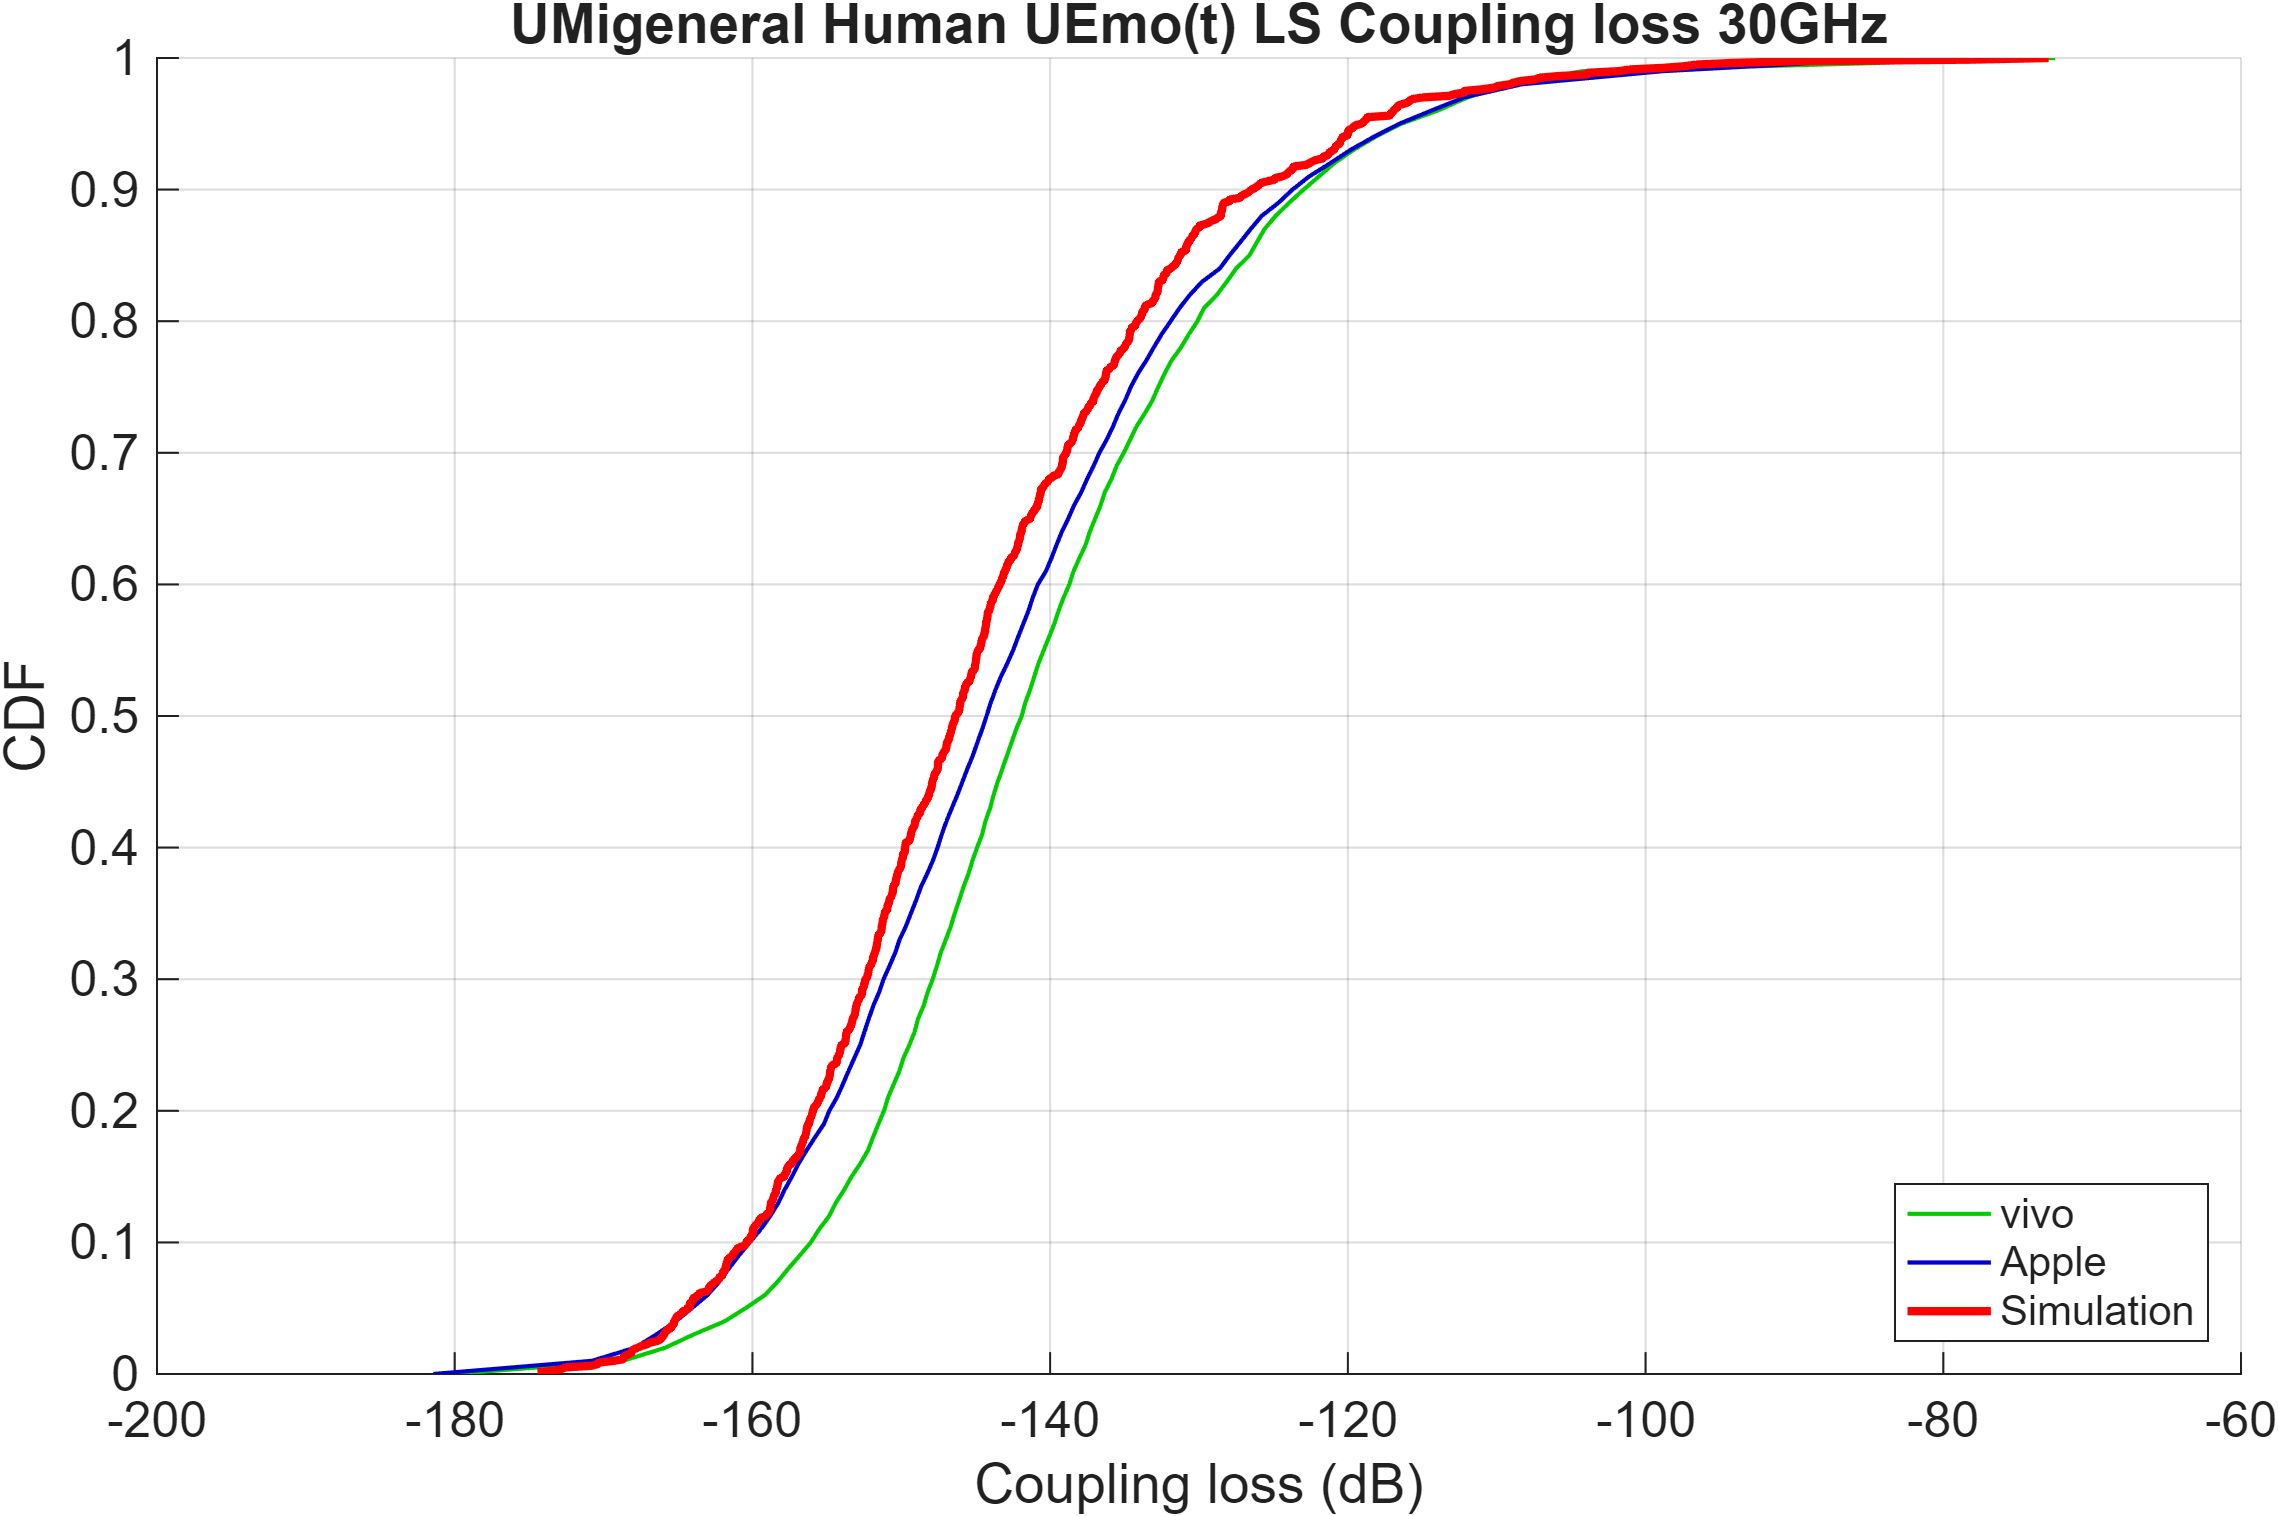 UMigeneral Human UEmo(t) LS Coupling loss 30GHz
1
0.9
0.8
0.7
0.6
0.5
0.4
0.3
0.2
0.1
0
CDF
-200 -180 -160 -140 -120 -100 -80 -60
Coupling loss (dB)
vivo
Apple
Simulation